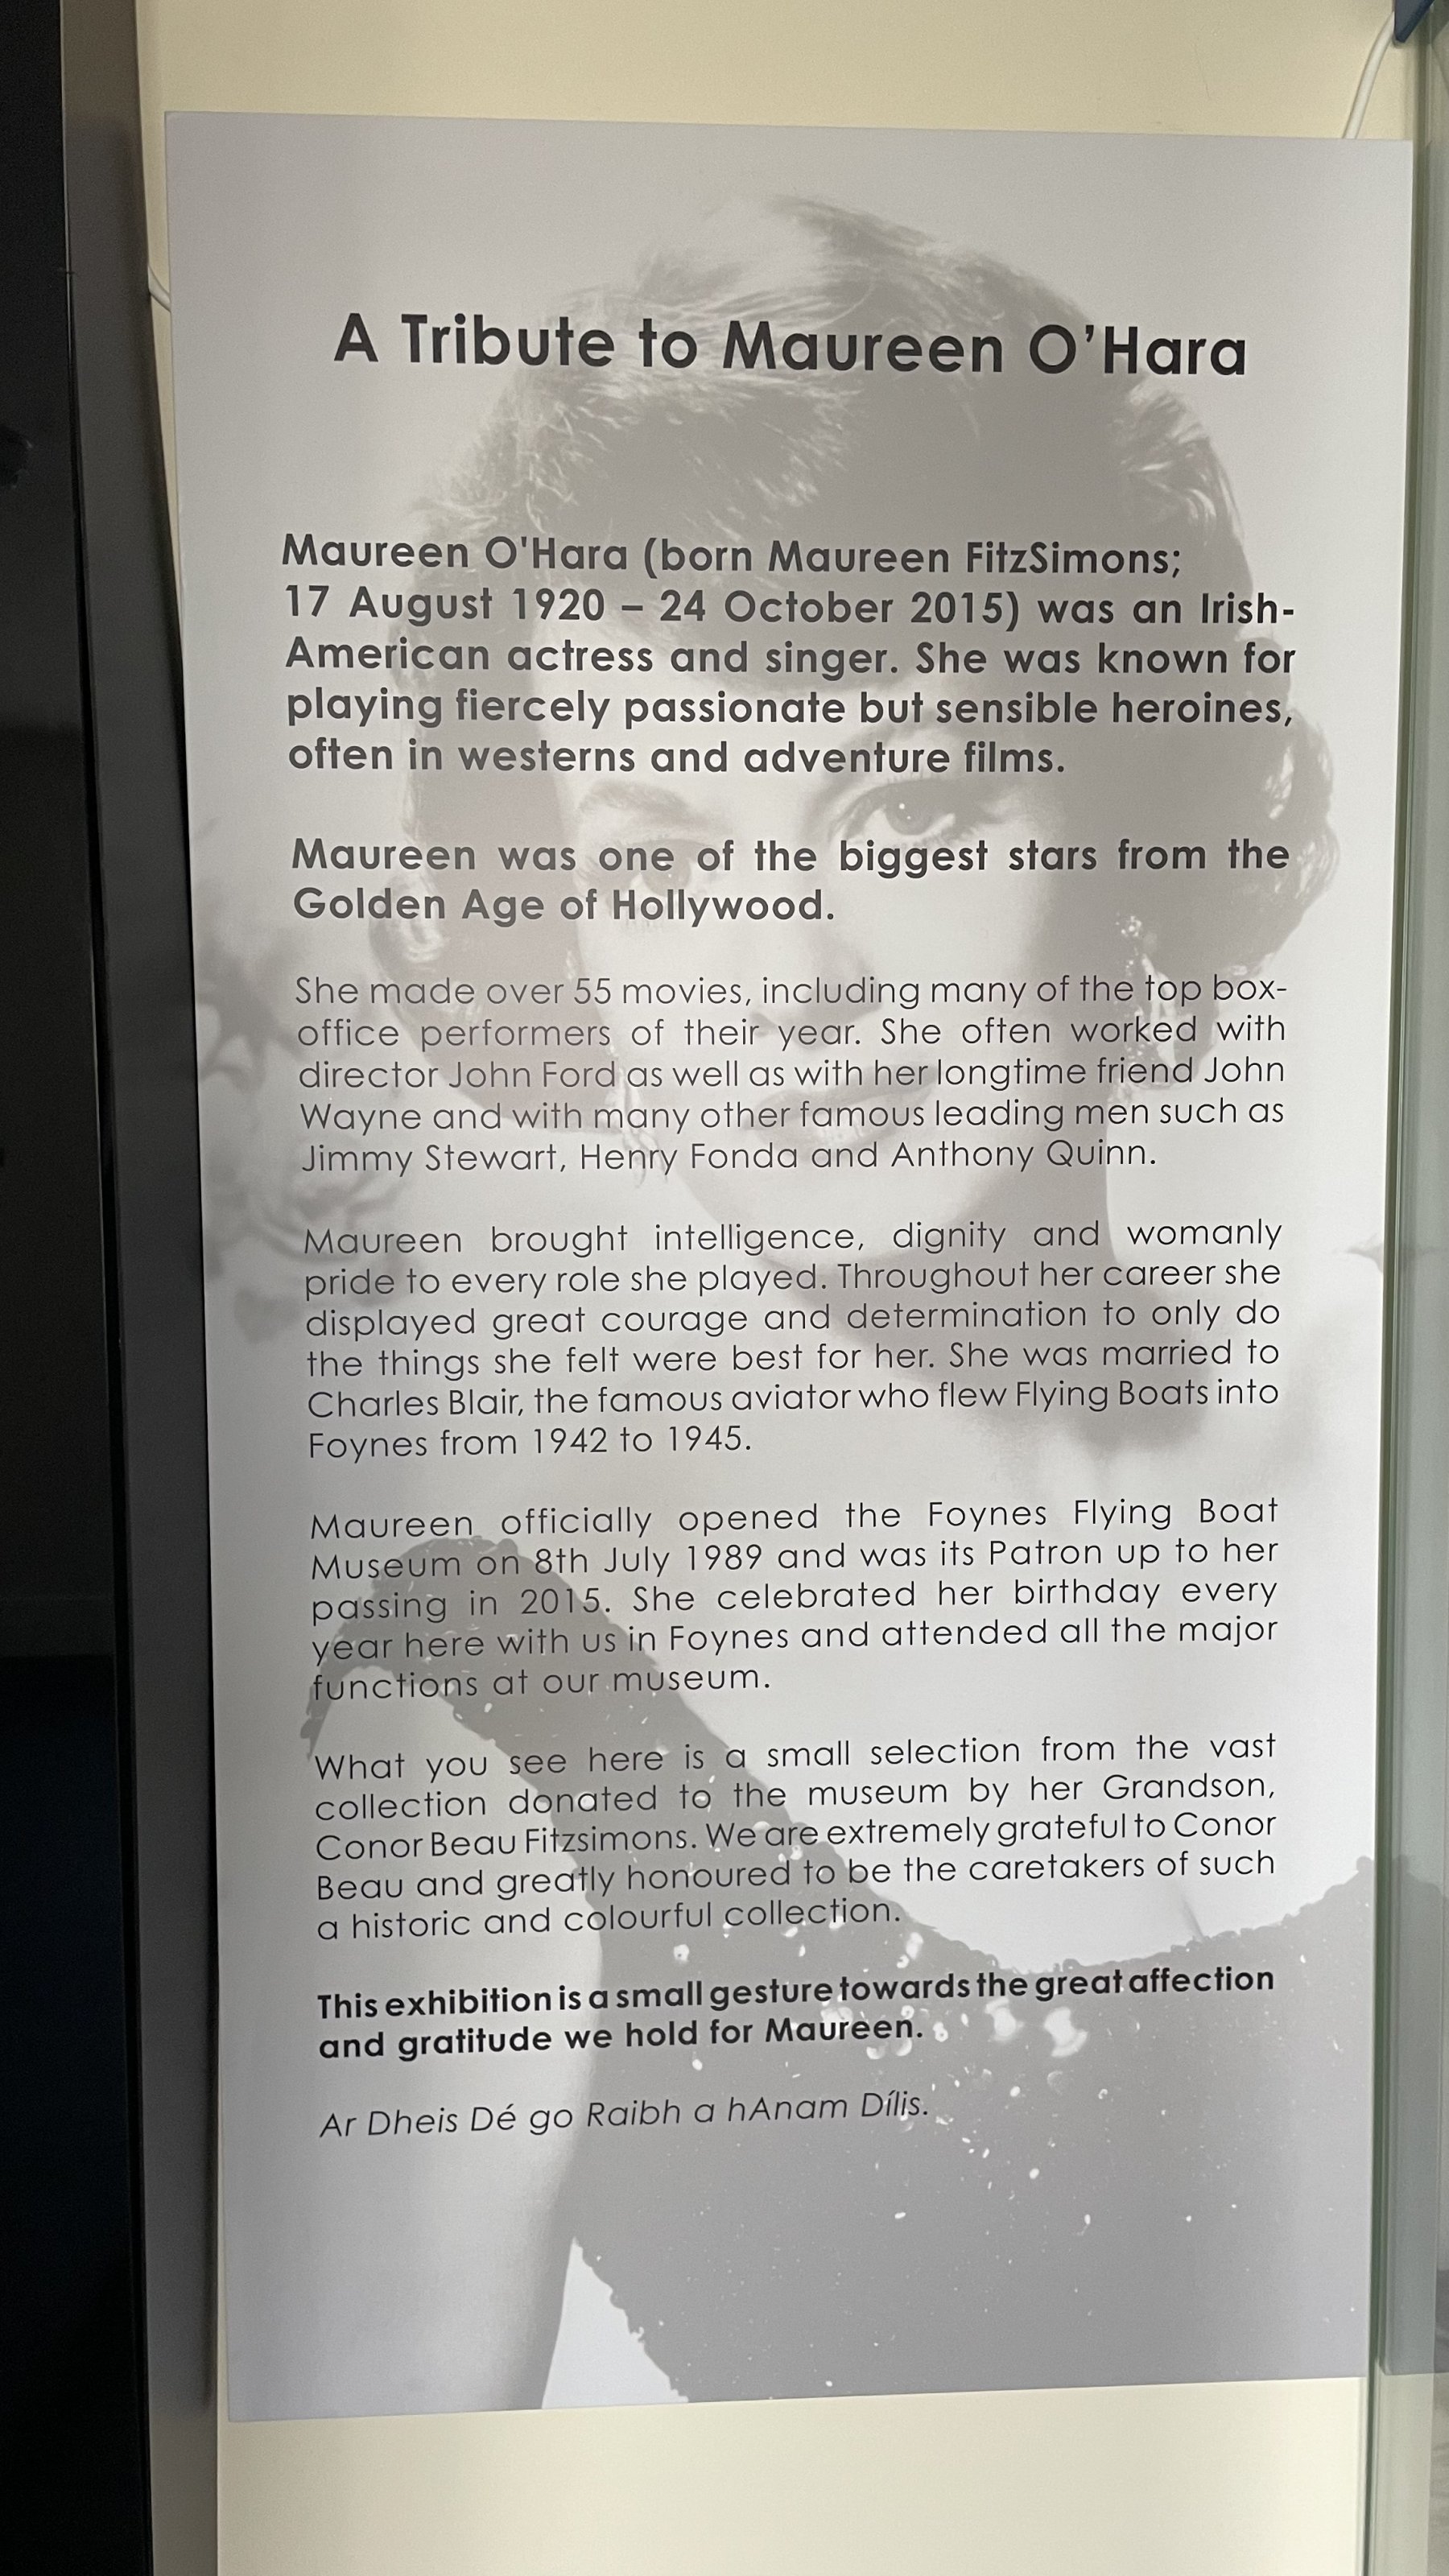 A Tribute to Maureen O’Hara
Maureen O'Hara (born Maureen FitzSimons;
17 August 1920 – 24 October 2015) was an Irish-
American actress and singer. She was known for
playing fiercely passionate but sensible heroines,
often in westerns and adventure films.
Maureen was one of the biggest stars from the
Golden Age of Hollywood.
She made over 55 movies, including many of the top box-
office performers of their year. She often worked with
director John Ford as well as with her longtime friend John
Wayne and with many other famous leading men such as
Jimmy Stewart, Henry Fonda and Anthony Quinn.
Maureen brought intelligence, dignity and womanly
pride to every role she played. Throughout her career she
displayed great courage and determination to only do
the things she felt were best for her. She was married to
Charles Blair, the famous aviator who flew Flying Boats into
Foynes from 1942 to 1945.
Maureen officially opened the Foynes Flying Boat
Museum on 8th July 1989 and was its Patron up to her
passing in 2015. She celebrated her birthday every
year here with us in Foynes and attended all the major
functions at our museum.
What you see here is a small selection from the vast
collection donated to the museum by her Grandson,
Conor Beau Fitzsimons. We are extremely grateful to Conor
Beau and greatly honoured to be the caretakers of such
a historic and colourful collection.
This exhibition is a small gesture towards the great affection
and gratitude we hold for Maureen.
Ar Dheis Dé go Raibh a hAnam Dílis.